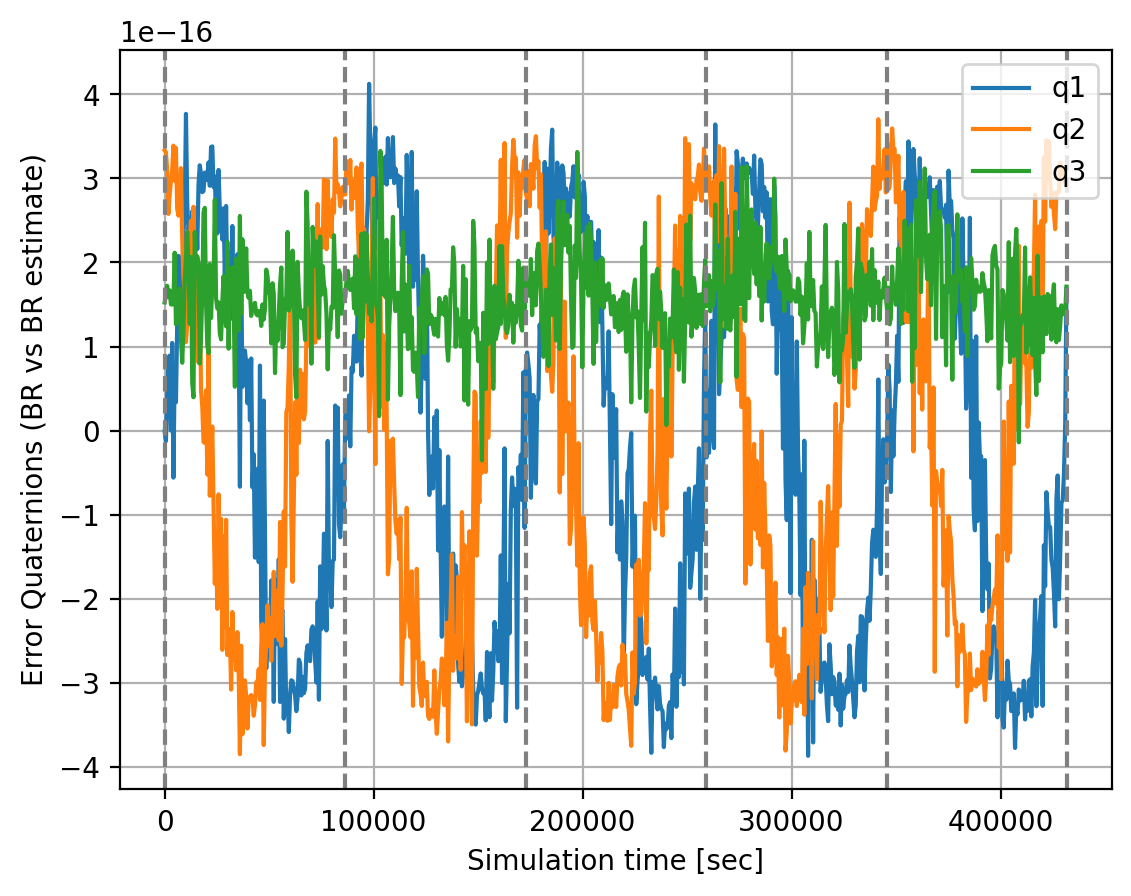 1e−16
4
3
2
1
0
−1
−2
−3
−4
Error Quaternions (BR vs BR estimate)
q1
q2
q3
0
100000
200000
300000
400000
Simulation time [sec]